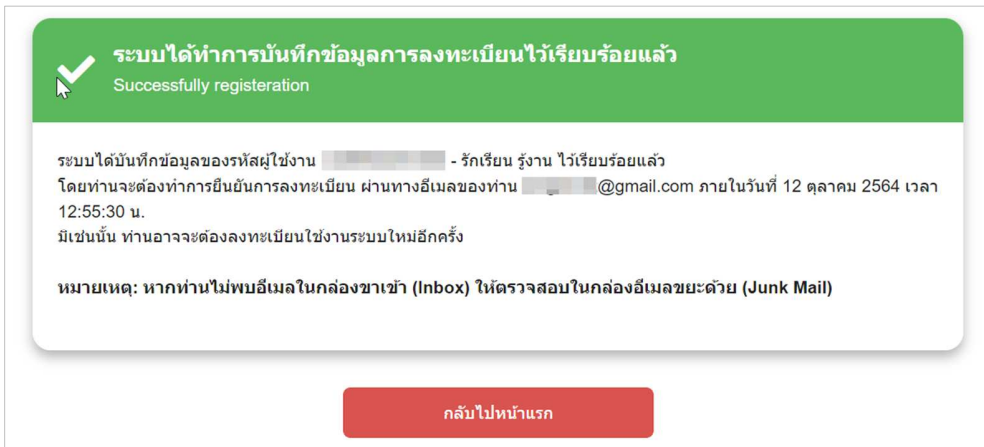 ระบบได้ทำการบันทึกข้อมูลการลงทะเบียนไว้เรียบร้อยแล้ว
Successfully registeration
ระบบได้บันทึกข้อมูลของรหัสผู้ใช้งาน - รักเรียน รู้งาน ไว้เรียบร้อยแล้ว
โดยท่านจะต้องทำการยืนยันการลงทะเบียน ผ่านทางอีเมลของท่าน @gmail.com ภายในวันที่ 12 ตุลาคม 2564 เวลา
12:55:30 น.
มิเช่นนั้น ท่านอาจจะต้องลงทะเบียนใช้งานระบบใหม่อีกครั้ง
หมายเหตุ: หากท่านไม่พบอีเมลในกล่องขาเข้า (Inbox) ให้ตรวจสอบในกล่องอีเมลขยะด้วย (Junk Mail)
กลับไปหน้าแรก